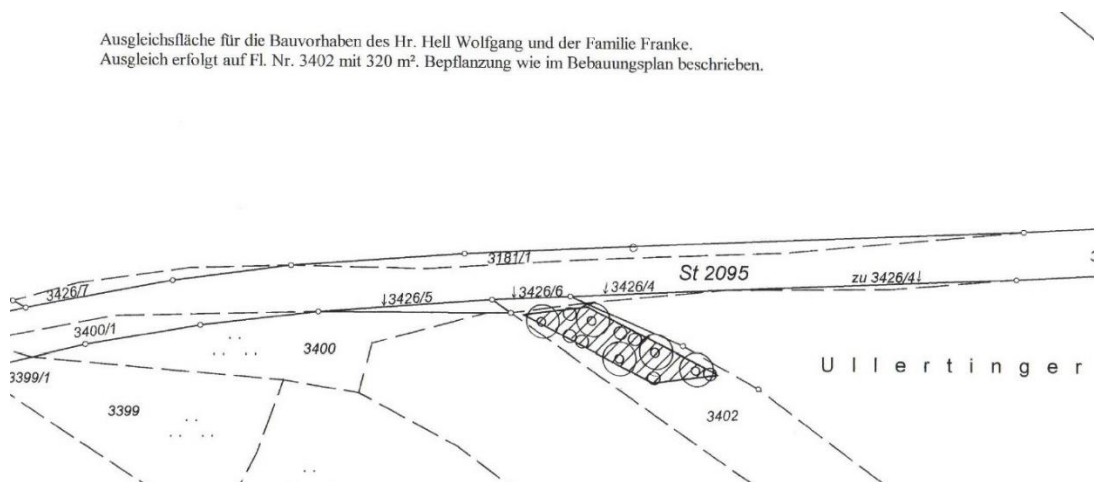 Ausgleichsfläche für die Bauvorhaben des Hr. Hell Wolfgang und der Familie Franke.
Ausgleich erfolgt auf Fl. Nr. 3402 mit 320 m². Bepflanzung wie im Bebauungsplan beschrieben.
3181/1
St 2095
zu 3426/4↓
3426/7
↓3426/5
↓3426/6
↓3426/4
3400/1
3400
3399/1
Ullertinger
3399
3402